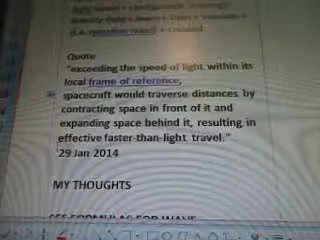 Quote
"exceeding the speed of light within its
local frame of reference,
spacecraft would traverse distances by
contracting space in front of it and
expanding space behind it, resulting in
effective faster-than-light travel."
29 Jan 2014
MY THOUGHTS